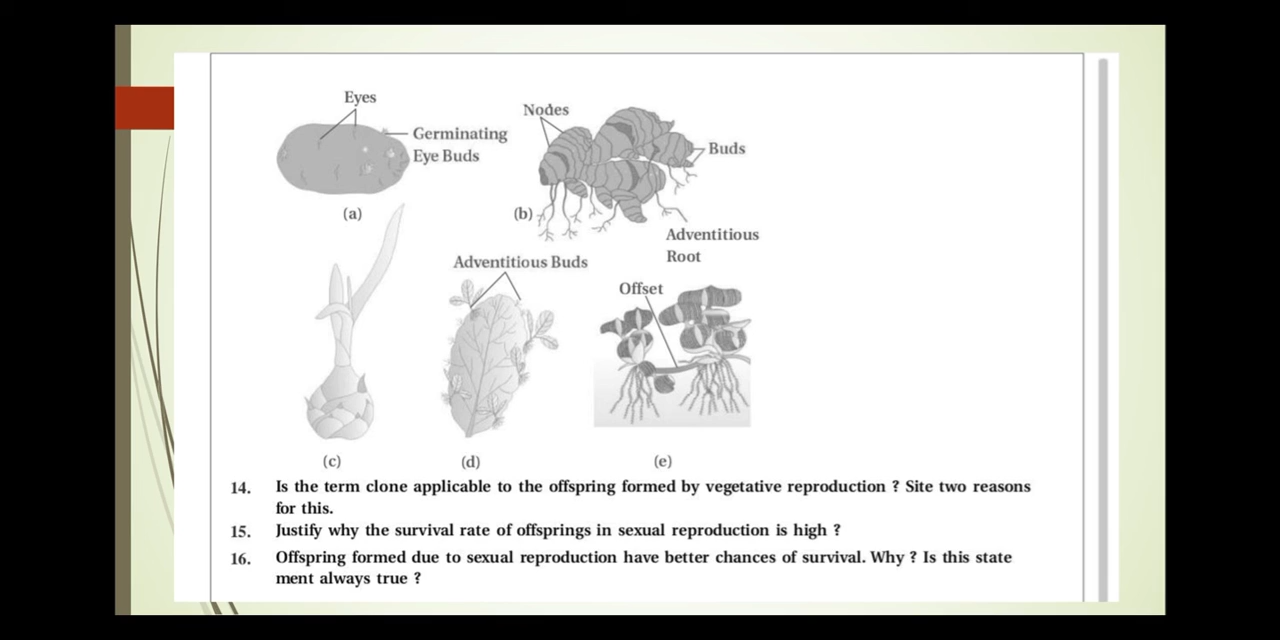 Eyes
Nodes
Germinating
Eye Buds
Buds
(a)
(b)
Adventitious
Root
Adventitious Buds
Offset
(c)
(d)
(e)
14. Is the term clone applicable to the offspring formed by vegetative reproduction ? Site two reasons
for this.
15. Justify why the survival rate of offsprings in sexual reproduction is high ?
16. Offspring formed due to sexual reproduction have better chances of survival. Why ? Is this state
ment always true ?